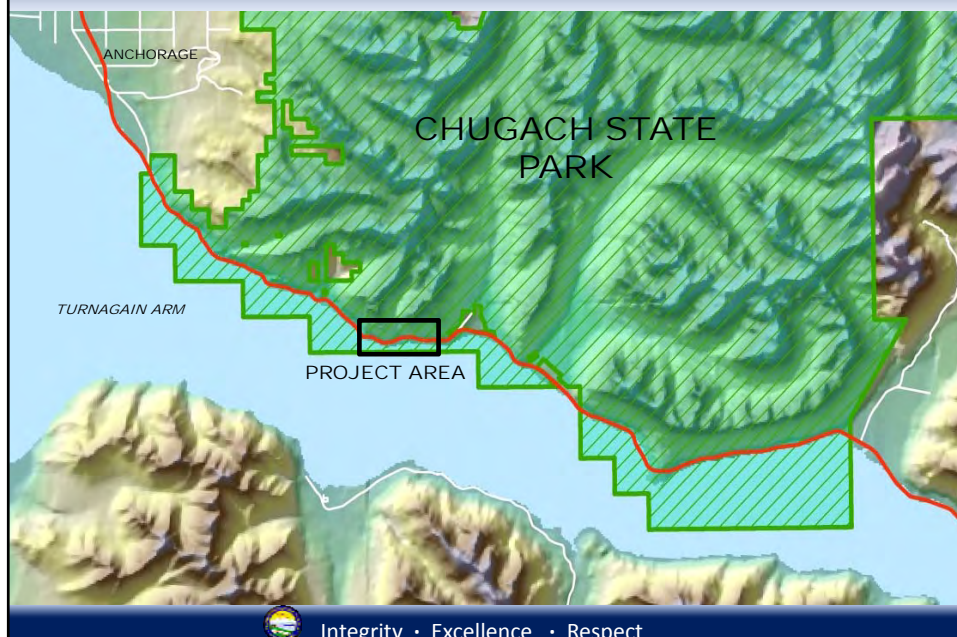 ANCHORAGE
CHUGACH STATE
PARK
TURNAGAIN ARM
PROJECT AREA
Integrity · Excellence · Respect